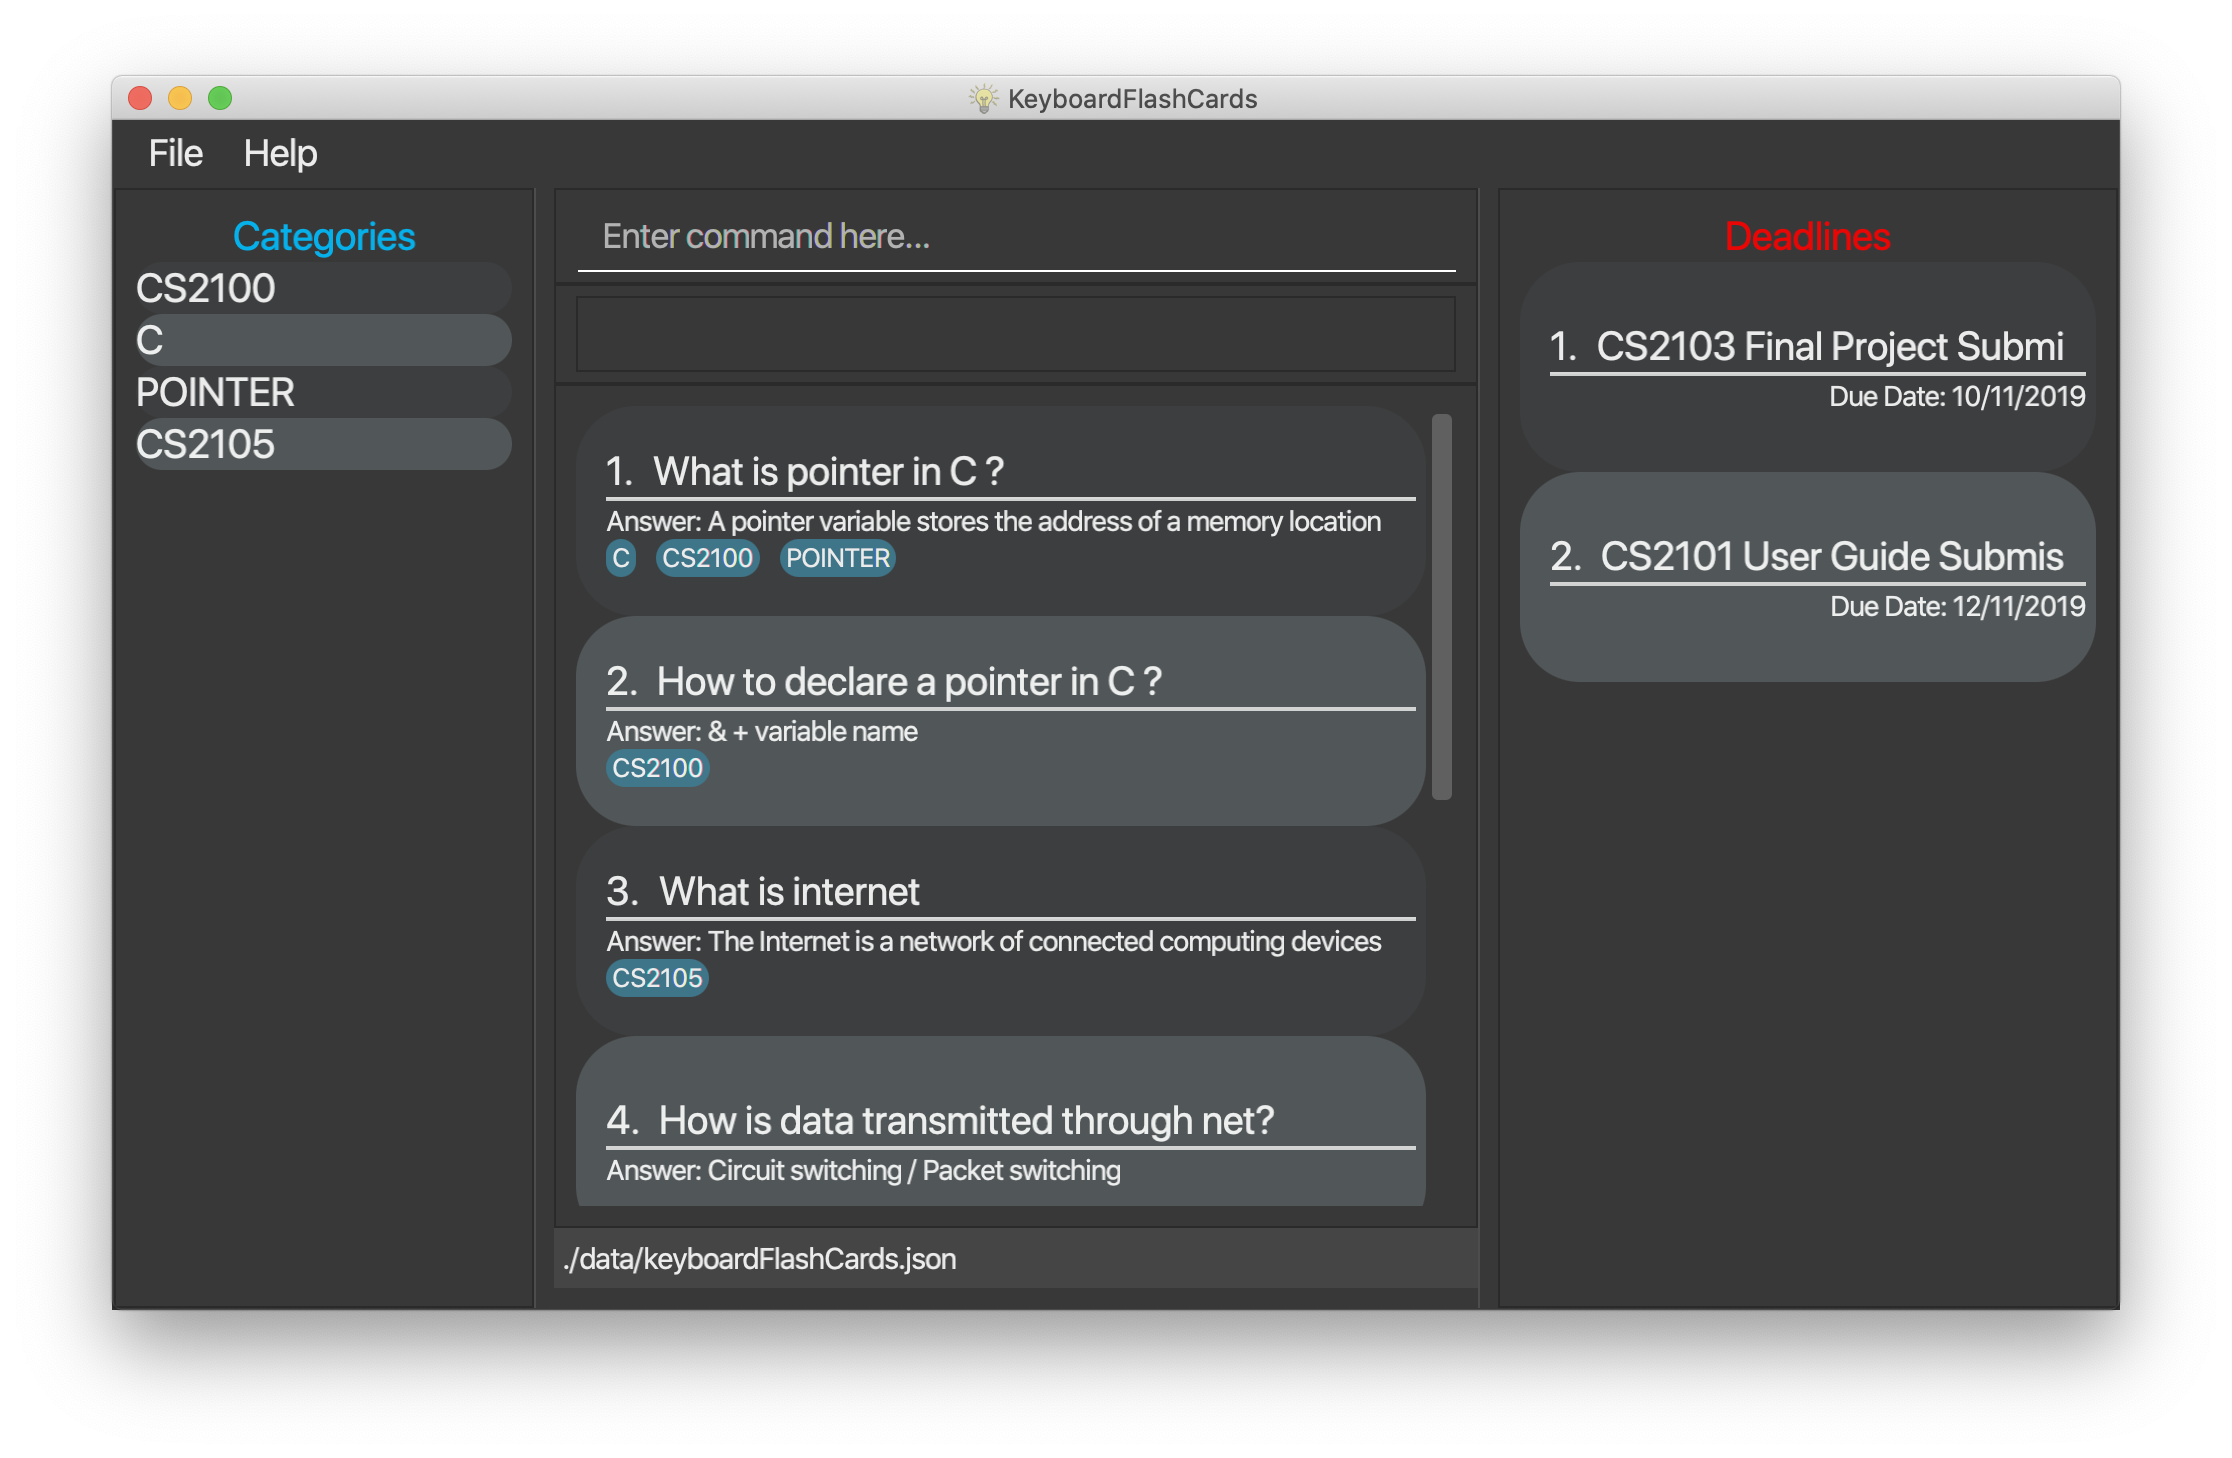 KeyboardFlashCards
File Help
Categories
CS2100
C
POINTER
CS2105
Enter command here...
1. What is pointer in C ?
Answer: A pointer variable stores the address of a memory location
C CS2100 POINTER
2. How to declare a pointer in C ?
Answer: & + variable name
CS2100
3. What is internet
Answer: The Internet is a network of connected computing devices
CS2105
4. How is data transmitted through net?
Answer: Circuit switching / Packet switching
./data/keyboardFlashCards.json
Deadlines
1. CS2103 Final Project Submi
Due Date: 10/11/2019
2. CS2101 User Guide Submis
Due Date: 12/11/2019